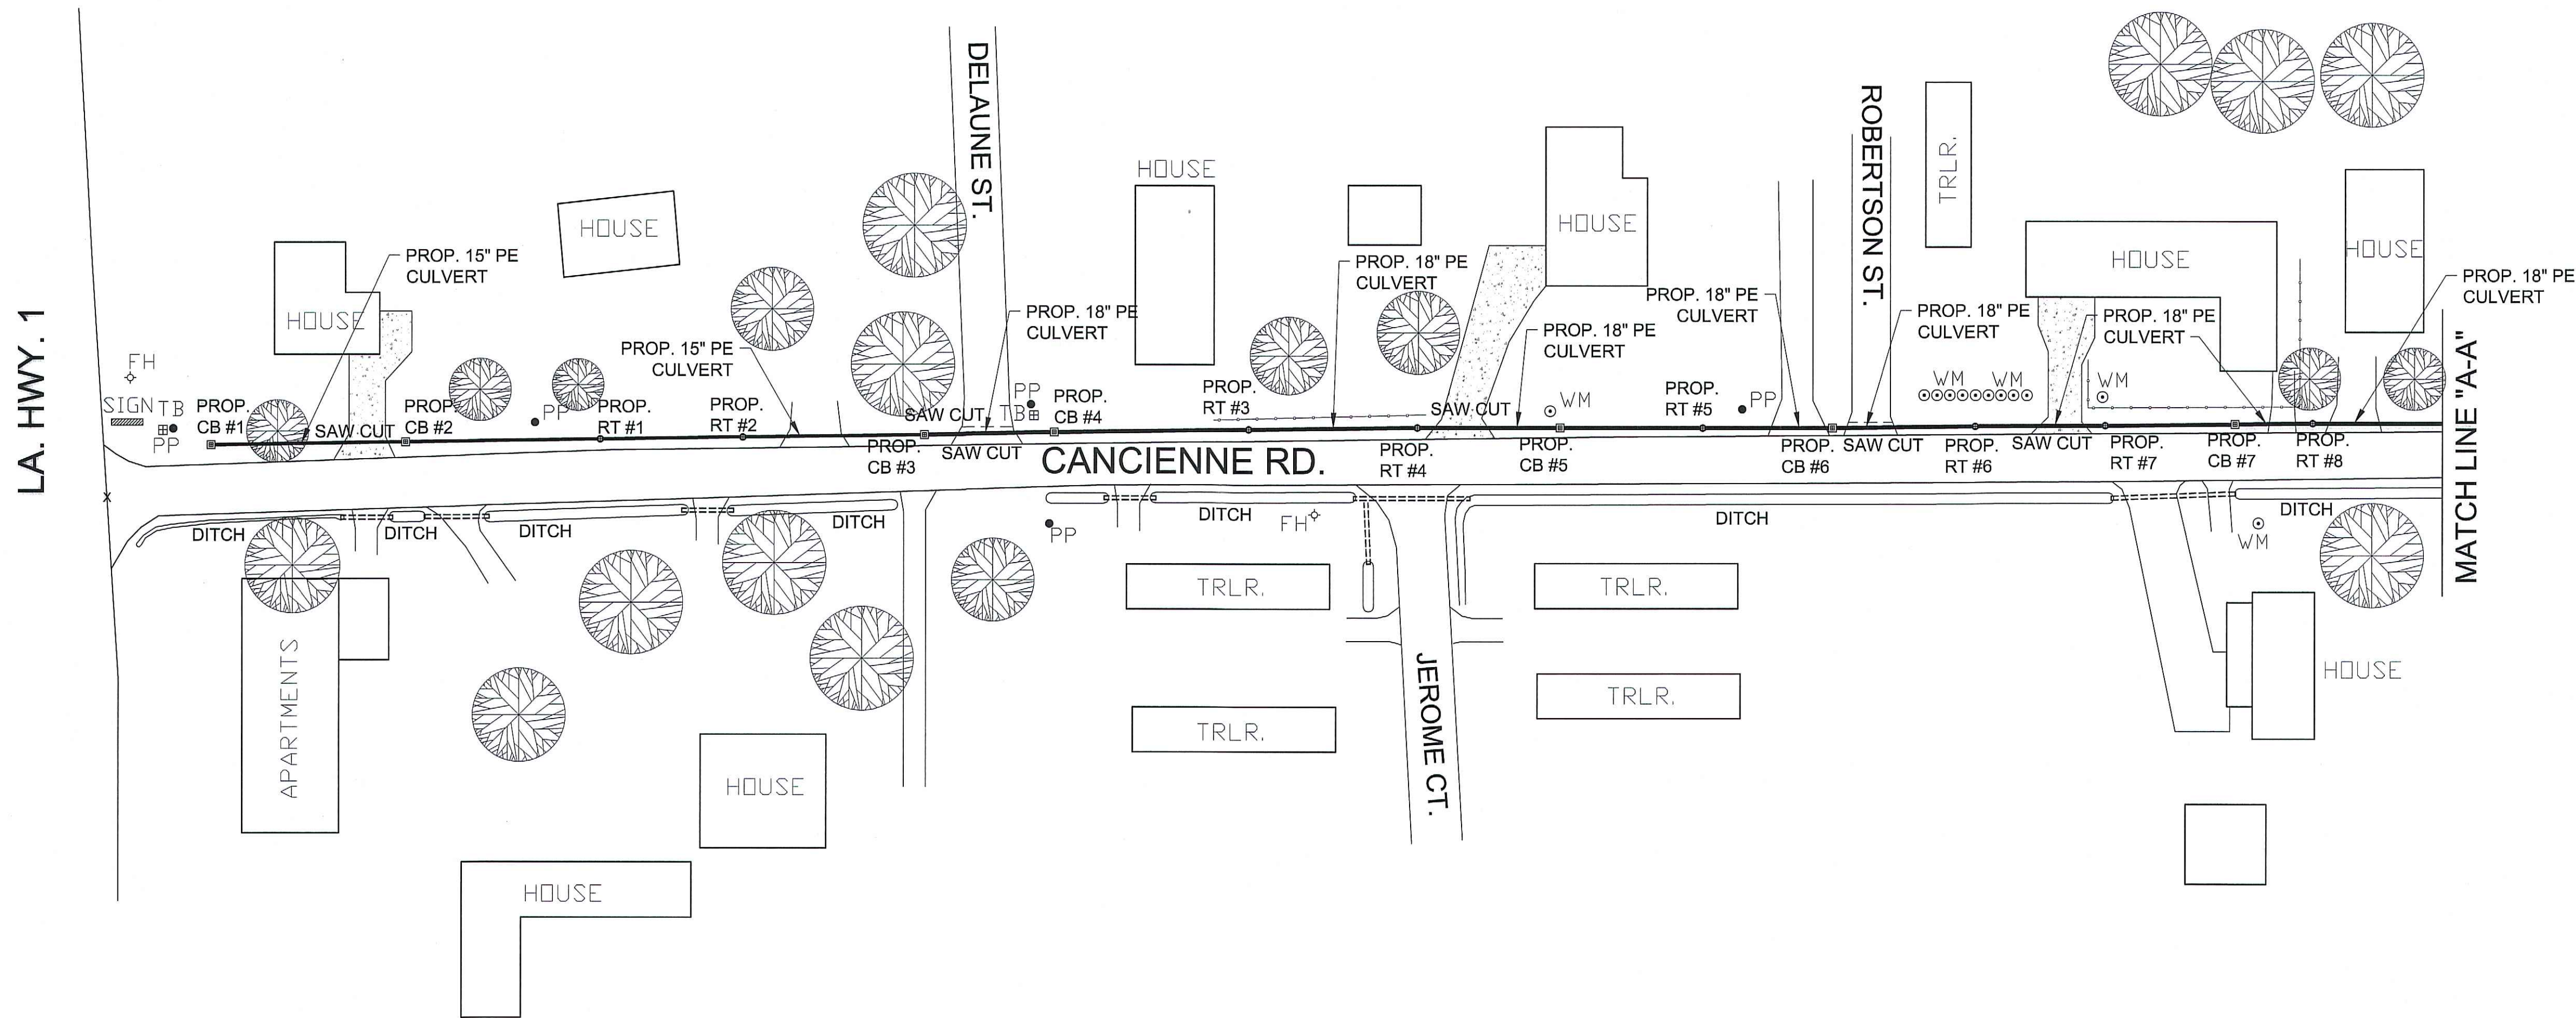 LA. HWY. 1
FH
SIGN TB
PP
PROP.
CB #1
HOUSE
PROP. 15" PE
CULVERT
SAW CUT
PROP.
CB #2
PP
HOUSE
PROP.
RT #1
PROP. 15" PE
CULVERT
PROP.
RT #2
PROP.
CB #3
SAW CUT
SAW CUT
DELAUNE ST.
PROP. 18" PE
CULVERT
PP
TB
PROP.
CB #4
HOUSE
PROP.
RT #3
PROP. 18" PE
CULVERT
PROP.
RT #4
SAW CUT
HOUSE
PROP. 18" PE
CULVERT
WM
PROP.
CB #5
PROP. 18" PE
CULVERT
PROP.
RT #5
PP
PROP.
CB #6
ROBERTSON ST.
SAW CUT
PROP. 18" PE
CULVERT
TRLR.
WM
WM
PROP.
RT #6
HOUSE
SAW CUT
PROP. 18" PE
CULVERT
WM
PROP.
RT #7
PROP.
CB #7
PROP.
RT #8
HOUSE
PROP. 18" PE
CULVERT
MATCH LINE "A-A"
CANCIENNE RD.
DITCH
DITCH
DITCH
DITCH
PP
DITCH
FH
DITCH
DITCH
WM
APARTMENTS
TRLR.
TRLR.
TRLR.
TRLR.
JEROME CT.
HOUSE
HOUSE
HOUSE